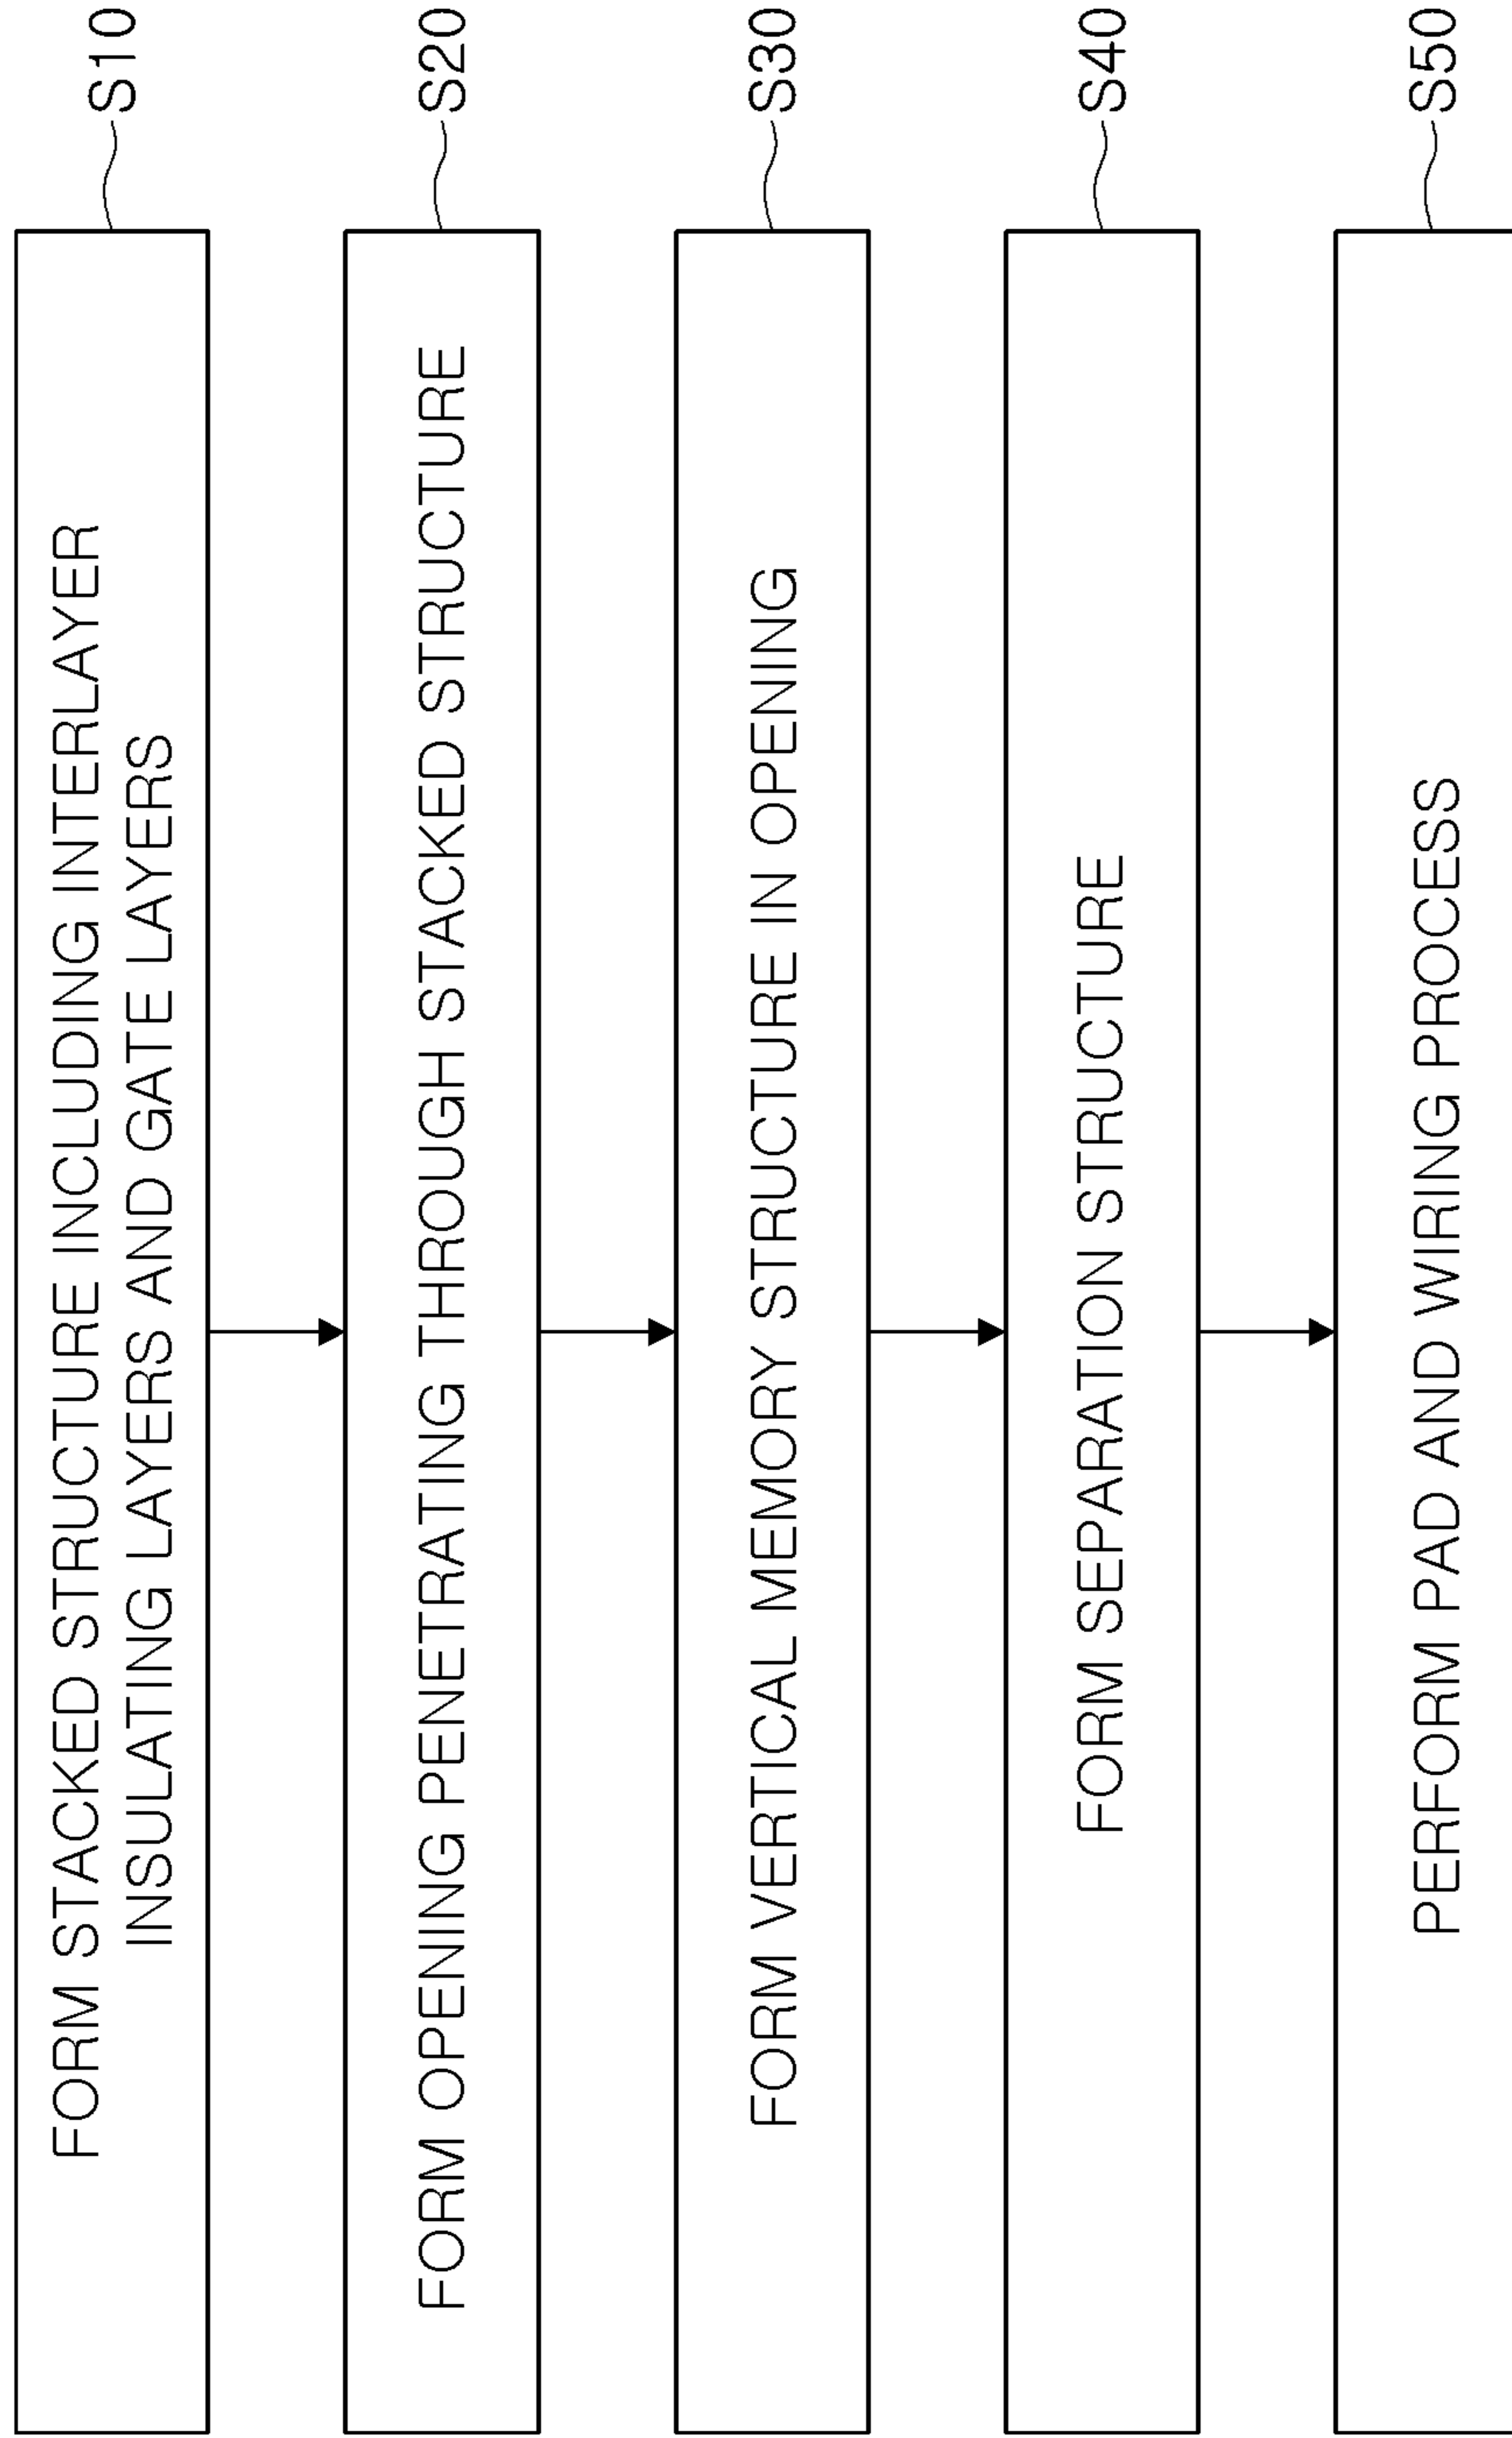 FORM STACKED STRUCTURE INCLUDING INTERLAYER
INSULATING LAYERS AND GATE LAYERS
S10
FORM OPENING PENETRATING THROUGH STACKED STRUCTURE
S20
FORM VERTICAL MEMORY STRUCTURE IN OPENING
S30
FORM SEPARATION STRUCTURE
S40
PERFORM PAD AND WIRING PROCESS
S50